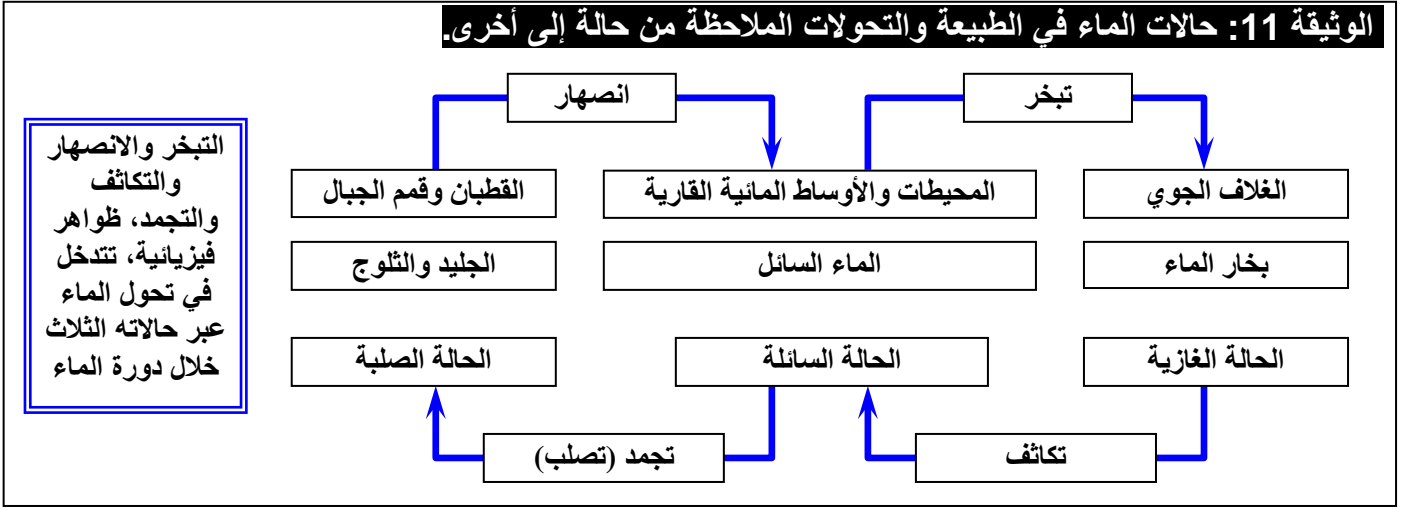 الوثيقة 11: حالات الماء في الطبيعة والتحولات الملاحظة من حالة إلى أخرى.
تبخر
انصهار
الغلاف الجوي
المحيطات والأوساط المائية القارية
القطبان وقمم الجبال
بخار الماء
الماء السائل
الجليد والثلوج
الحالة الغازية
الحالة السائلة
الحالة الصلبة
تكاثف
تجمد (تصلب)
التبخر والانصهار
والتكاثف
والتجمد، ظواهر
فيزيائية، تتدخل
في تحول الماء
عبر حالاته الثلاث
خلال دورة الماء